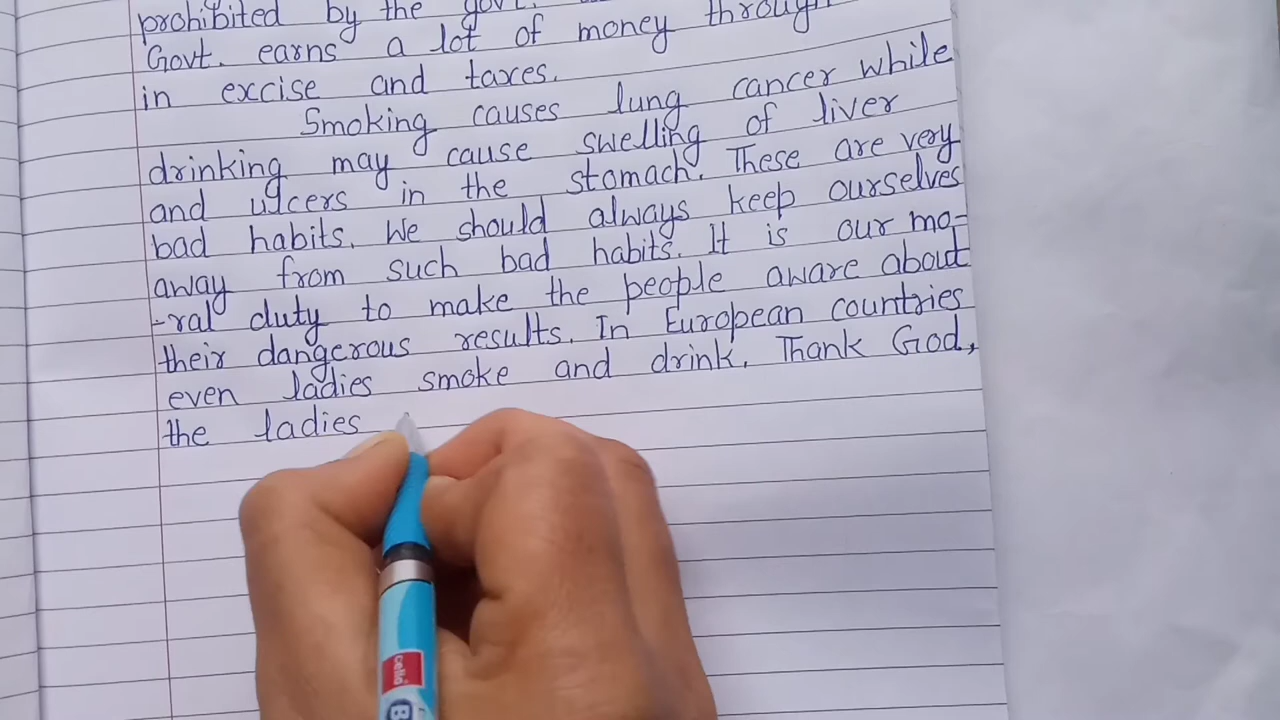 prohibited by the govt.
Govt. earns a lot of money through
in excise and taxes.
Smoking causes lung cancer while
drinking may cause swelling of liver
and ulcers in the stomach. These are very
bad habits. We should always keep ourselves
away from such bad habits. It is our mo-
-ral duty to make the people aware about
their dangerous results. In European countries
even ladies smoke and drink. Thank God,
the ladies
cello
B